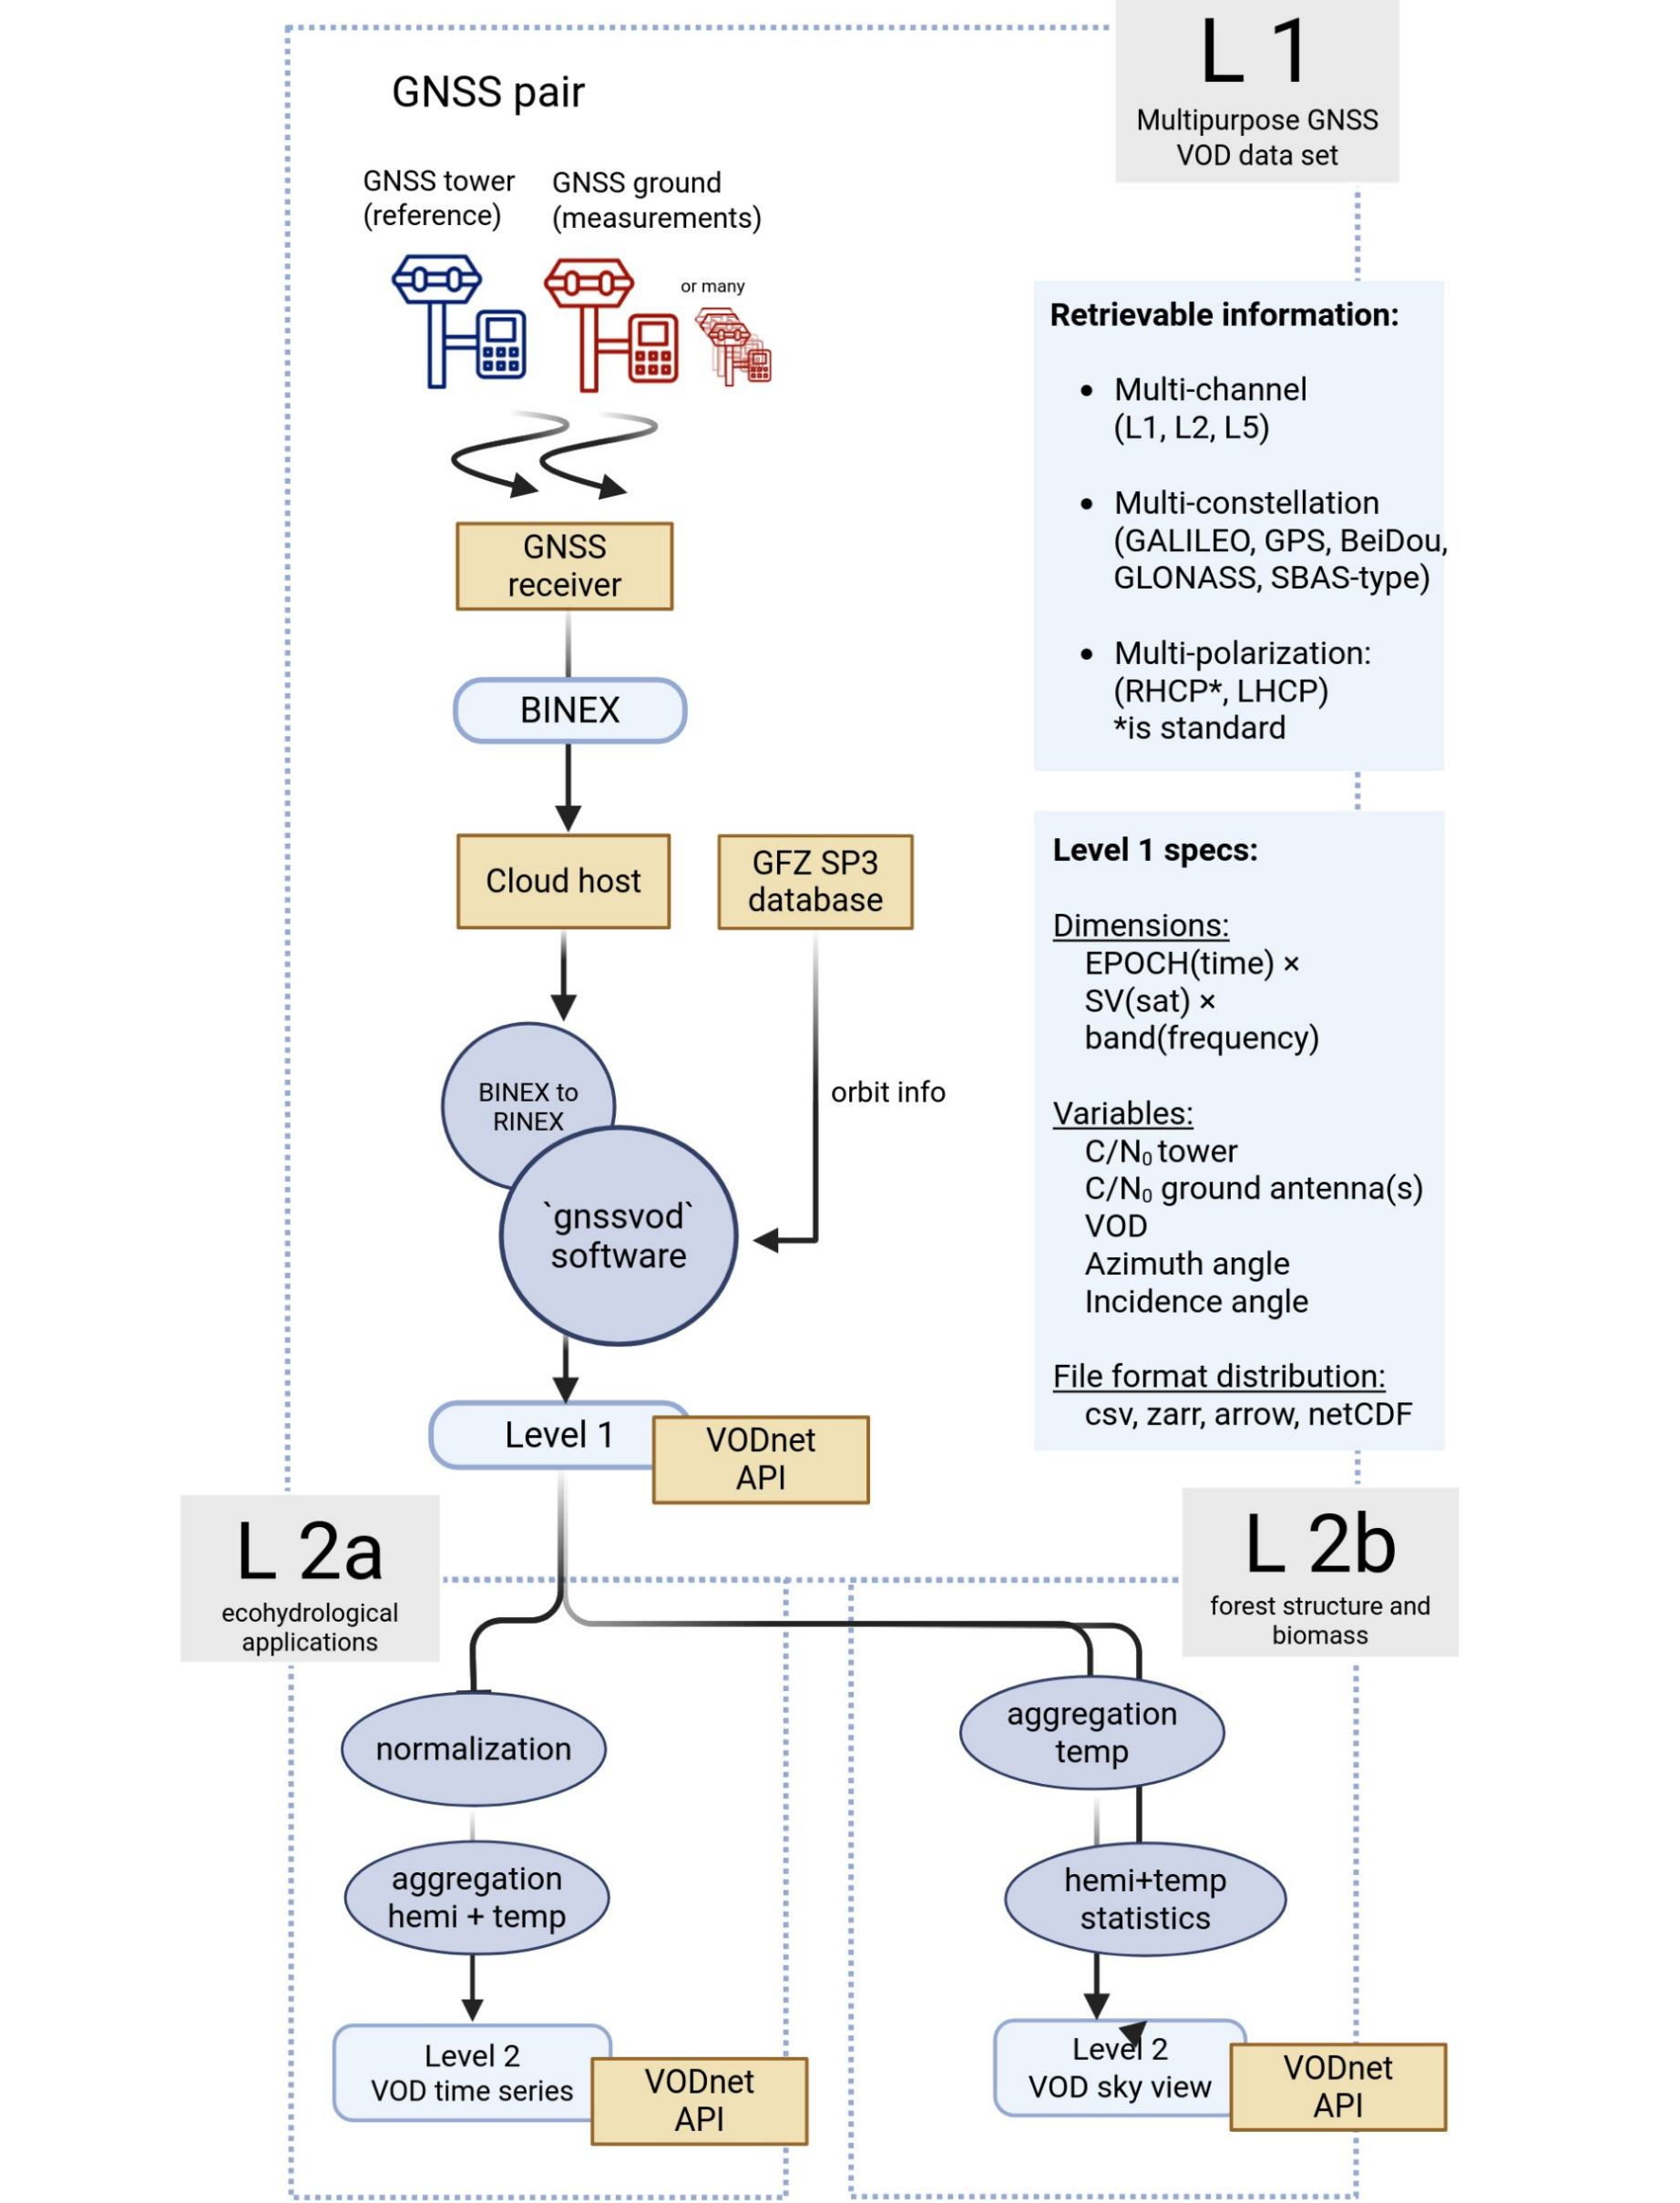 L 1
Multipurpose GNSS
VOD data set
GNSS pair
GNSS tower
(reference)
GNSS ground
(measurements)
or many
GNSS
receiver
BINEX
Cloud host
GFZ SP3
database
BINEX to
RINEX
orbit info
`gnssvod`
software
Level 1
VODnet
API
Retrievable information:
• Multi-channel
(L1, L2, L5)
• Multi-constellation
(GALILEO, GPS, BeiDou,
GLONASS, SBAS-type)
• Multi-polarization:
(RHCP*, LHCP)
*is standard
Level 1 specs:
Dimensions:
EPOCH(time) ×
SV(sat) ×
band(frequency)
Variables:
C/N₀ tower
C/N₀ ground antenna(s)
VOD
Azimuth angle
Incidence angle
File format distribution:
csv, zarr, arrow, netCDF
L 2a
ecohydrological
applications
normalization
aggregation
hemi + temp
Level 2
VOD time series
VODnet
API
L 2b
forest structure and
biomass
aggregation
temp
hemi+temp
statistics
Level 2
VOD sky view
VODnet
API